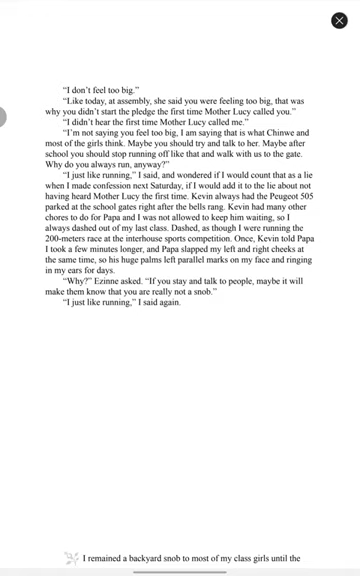 “I don’t feel too big.”
“Like today, at assembly, she said you were feeling too big, that was
why you didn’t start the pledge the first time Mother Lucy called you.”
“I didn’t hear the first time Mother Lucy called me.”
“I’m not saying you feel too big, I am saying that is what Chinwe and
most of the girls think. Maybe you should try and talk to her. Maybe after
school you should stop running off like that and walk with us to the gate.
Why do you always run, anyway?”
“I just like running,” I said, and wondered if I would count that as a lie
when I made confession next Saturday, if I would add it to the lie about not
having heard Mother Lucy the first time. Kevin always had the Peugeot 505
parked at the school gates right after the bells rang. Kevin had many other
chores to do for Papa and I was not allowed to keep him waiting, so I
always dashed out of my last class. Dashed, as though I were running the
200-meters race at the interhouse sports competition. Once, Kevin told Papa
I took a few minutes longer, and Papa slapped my left and right cheeks at
the same time, so his huge palms left parallel marks on my face and ringing
in my ears for days.
“Why?” Ezinne asked. “If you stay and talk to people, maybe it will
make them know that you are really not a snob.”
“I just like running,” I said again.
I remained a backyard snob to most of my class girls until the